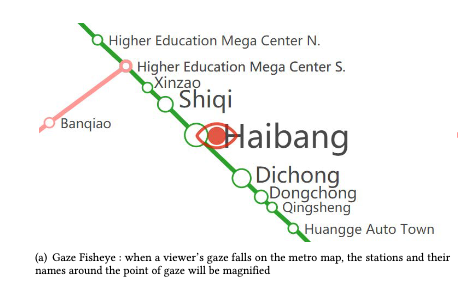 Higher Education Mega Center N.
Higher Education Mega Center S.
Xinzao
Shiqi
Banqiao
Haibang
Dichong
Dongchong
Qingsheng
Huangge Auto Town
(a) Gaze Fisheye : when a viewer's gaze falls on the metro map, the stations and their
names around the point of gaze will be magnified